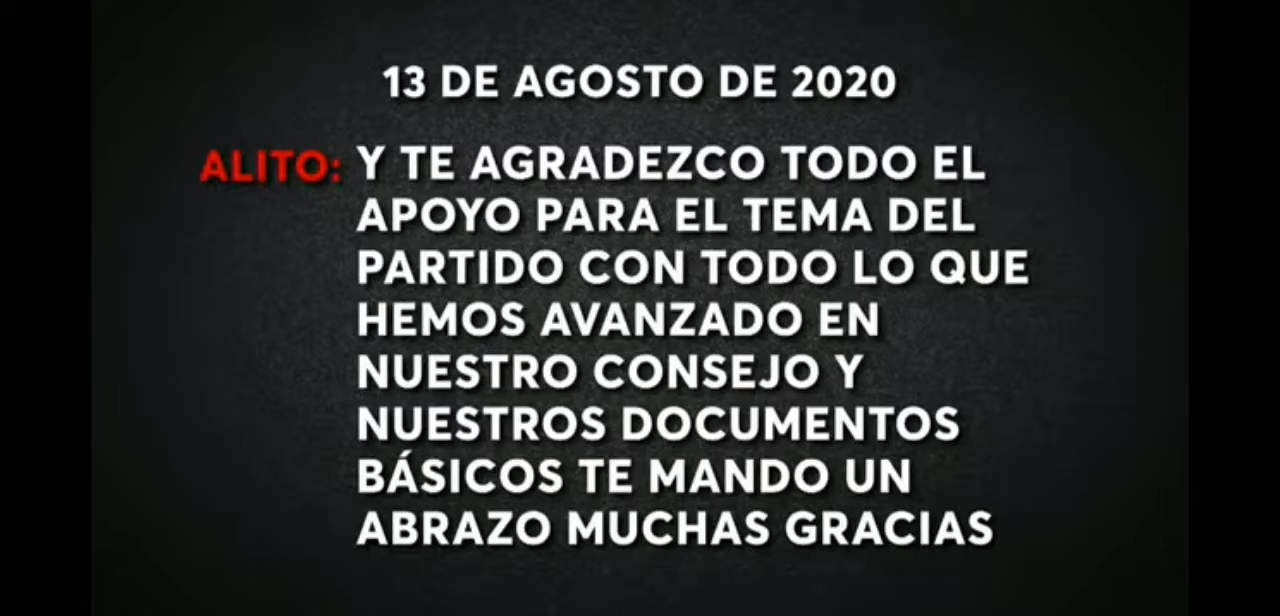 13 DE AGOSTO DE 2020
ALITO: Y TE AGRADEZCO TODO EL
APOYO PARA EL TEMA DEL
PARTIDO CON TODO LO QUE
HEMOS AVANZADO EN
NUESTRO CONSEJO Y
NUESTROS DOCUMENTOS
BÁSICOS TE MANDO UN
ABRAZO MUCHAS GRACIAS